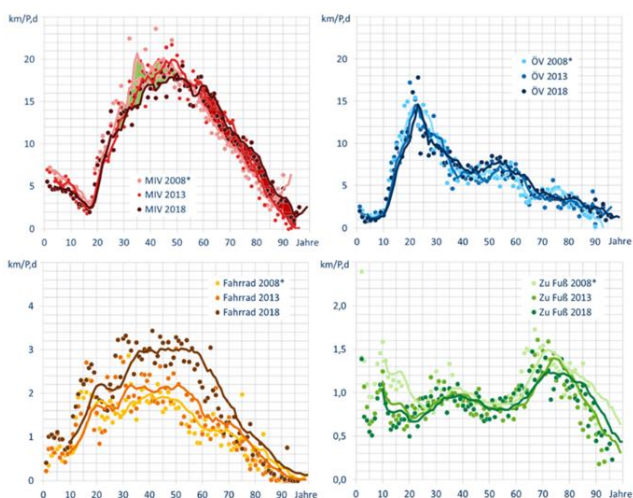 km/P,d
20
15
10
5
0
MIV 2008*
MIV 2013
MIV 2018
0 10 20 30 40 50 60 70 80 90 Jahre
km/P,d
20
15
10
5
0
ÖV 2008*
ÖV 2013
ÖV 2018
0 10 20 30 40 50 60 70 80 90 Jahre
km/P,d
4
3
2
1
0
Fahrrad 2008*
Fahrrad 2013
Fahrrad 2018
0 10 20 30 40 50 60 70 80 90 Jahre
km/P,d
2,0
1,5
1,0
0,5
0,0
Zu Fuß 2008*
Zu Fuß 2013
Zu Fuß 2018
0 10 20 30 40 50 60 70 80 90 Jahre